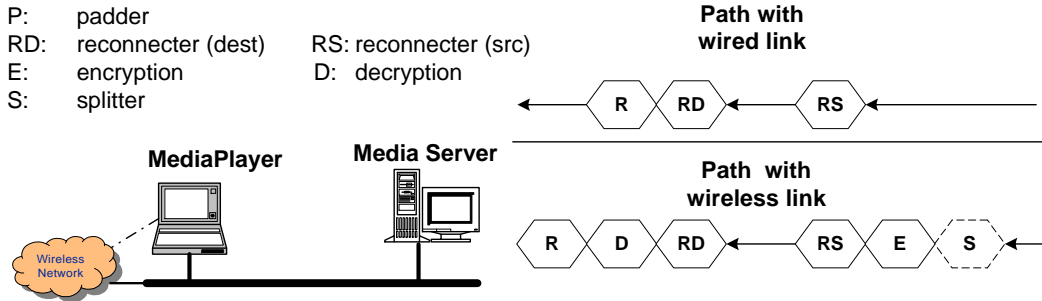 P: padder
RD: reconnecter (dest) RS: reconnecter (src)
E: encryption D: decryption
S: splitter
MediaPlayer
Media Server
Wireless
Network
Path with
wired link
R RD RS
Path with
wireless link
R D RD RS E S